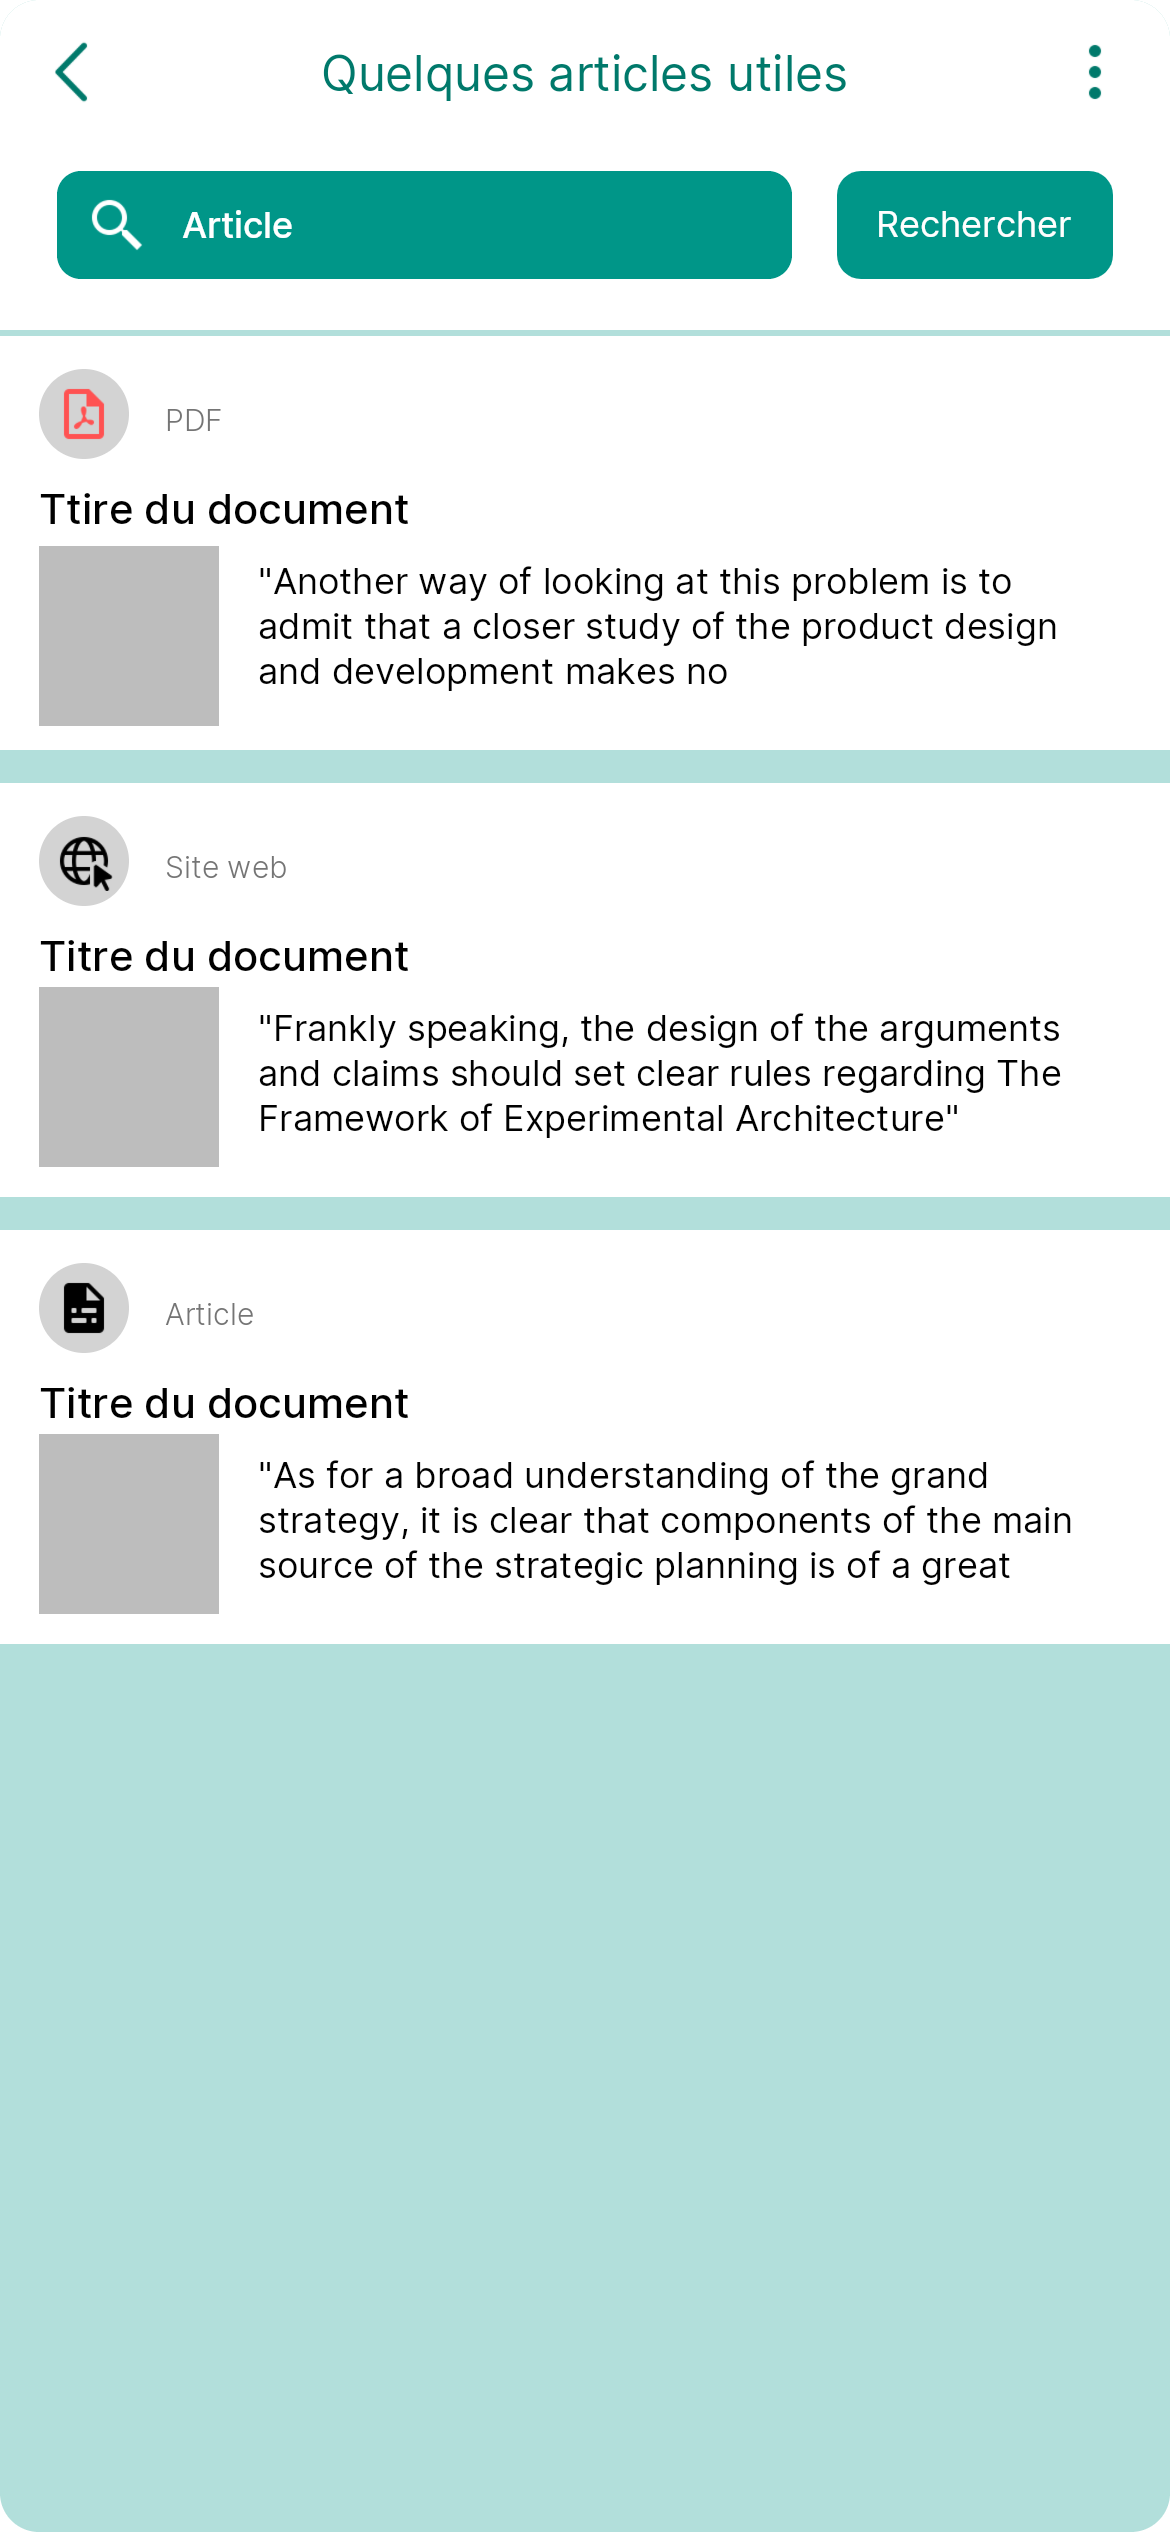 Quelques articles utiles
Article
Rechercher
PDF
Ttire du document
"Another way of looking at this problem is to
admit that a closer study of the product design
and development makes no
Site web
Titre du document
"Frankly speaking, the design of the arguments
and claims should set clear rules regarding The
Framework of Experimental Architecture"
Article
Titre du document
"As for a broad understanding of the grand
strategy, it is clear that components of the main
source of the strategic planning is of a great